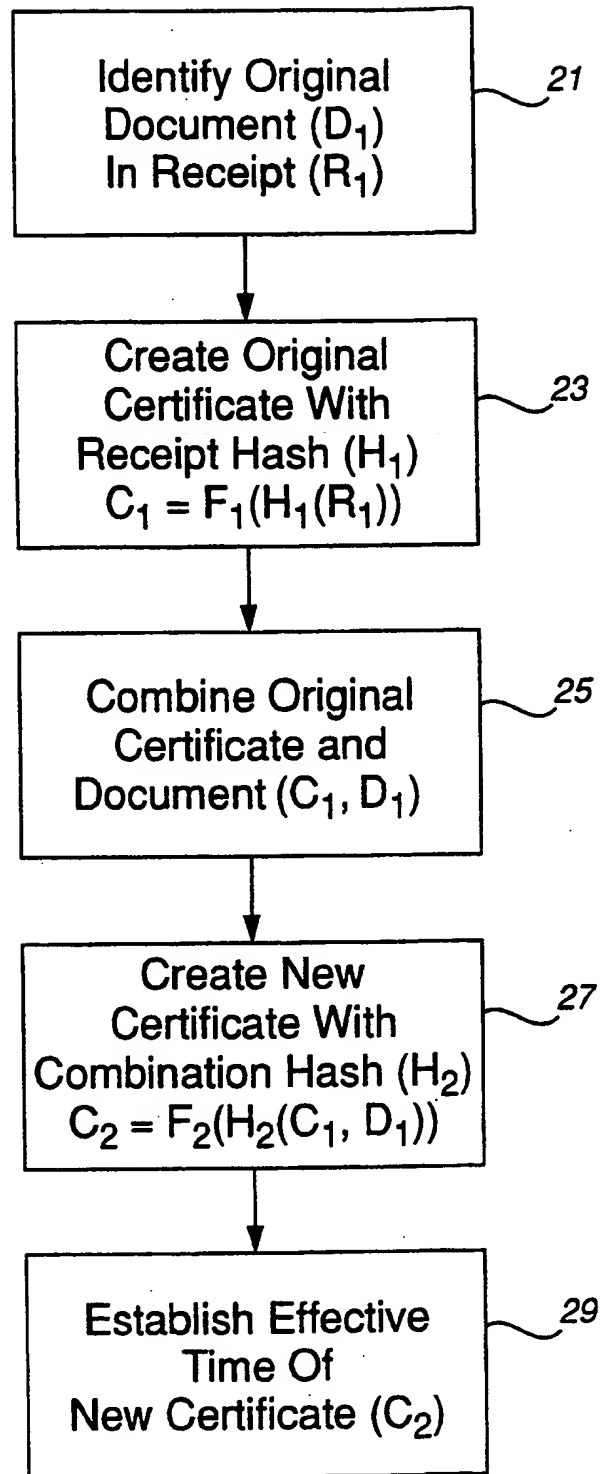 Identify Original
Document (D₁)
In Receipt (R₁)
21
Create Original
Certificate With
Receipt Hash (H₁)
C₁ = F₁(H₁(R₁))
23
Combine Original
Certificate and
Document (C₁, D₁)
25
Create New
Certificate With
Combination Hash (H₂)
C₂ = F₂(H₂(C₁, D₁))
27
Establish Effective
Time Of
New Certificate (C₂)
29